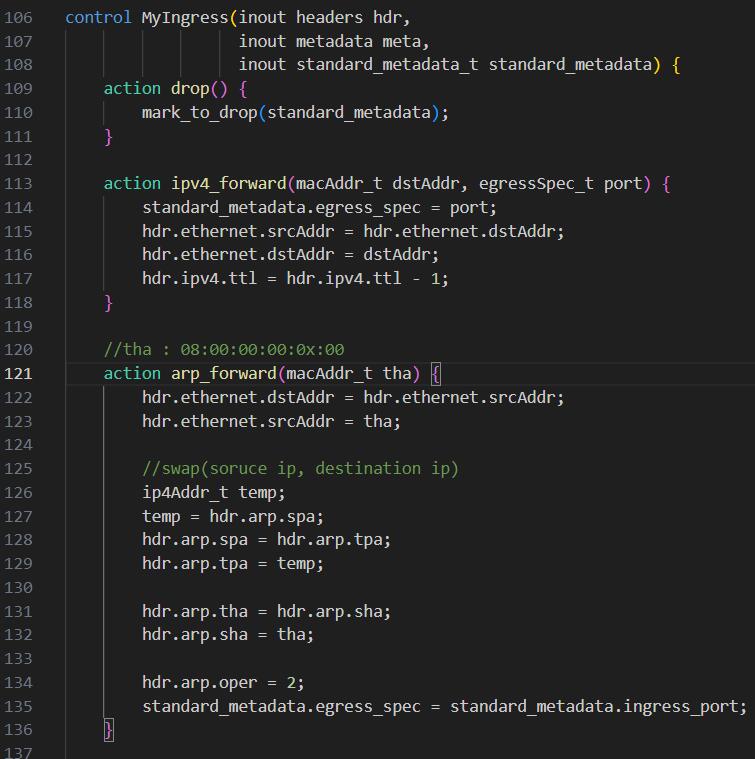 106 control MyIngress(inout headers hdr,
107 inout metadata meta,
108 inout standard_metadata_t standard_metadata) {
109 action drop() {
110 mark_to_drop(standard_metadata);
111 }
112
113 action ipv4_forward(macAddr_t dstAddr, egressSpec_t port) {
114 standard_metadata.egress_spec = port;
115 hdr.ethernet.srcAddr = hdr.ethernet.dstAddr;
116 hdr.ethernet.dstAddr = dstAddr;
117 hdr.ipv4.ttl = hdr.ipv4.ttl - 1;
118 }
119
120 //tha : 08:00:00:00:0x:00
121 action arp_forward(macAddr_t tha) {
122 hdr.ethernet.dstAddr = hdr.ethernet.srcAddr;
123 hdr.ethernet.srcAddr = tha;
124
125 //swap(soruce ip, destination ip)
126 ip4Addr_t temp;
127 temp = hdr.arp.spa;
128 hdr.arp.spa = hdr.arp.tpa;
129 hdr.arp.tpa = temp;
130
131 hdr.arp.tha = hdr.arp.sha;
132 hdr.arp.sha = tha;
133
134 hdr.arp.oper = 2;
135 standard_metadata.egress_spec = standard_metadata.ingress_port;
136 }
137